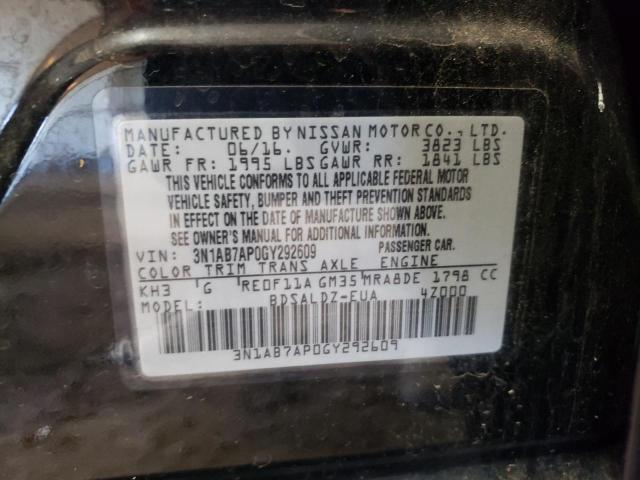 MANUFACTURED BY NISSAN MOTOR CO., LTD.
DATE: 06/16. GVWR: 3823 LBS
GAWR FR: 1995 LBS GAWR RR: 1841 LBS
THIS VEHICLE CONFORMS TO ALL APPLICABLE FEDERAL MOTOR
VEHICLE SAFETY, BUMPER AND THEFT PREVENTION STANDARDS
IN EFFECT ON THE DATE OF MANUFACTURE SHOWN ABOVE.
SEE OWNER'S MANUAL FOR ADDITIONAL INFORMATION.
VIN: 3N1AB7AP0GY292609 PASSENGER CAR.
COLOR TRIM TRANS AXLE ENGINE
KH3 G RE0F11A GM35 MRA8DE 1798 CC
MODEL: BDSALDZ-EUA 4Z000
3N1AB7AP0GY292609